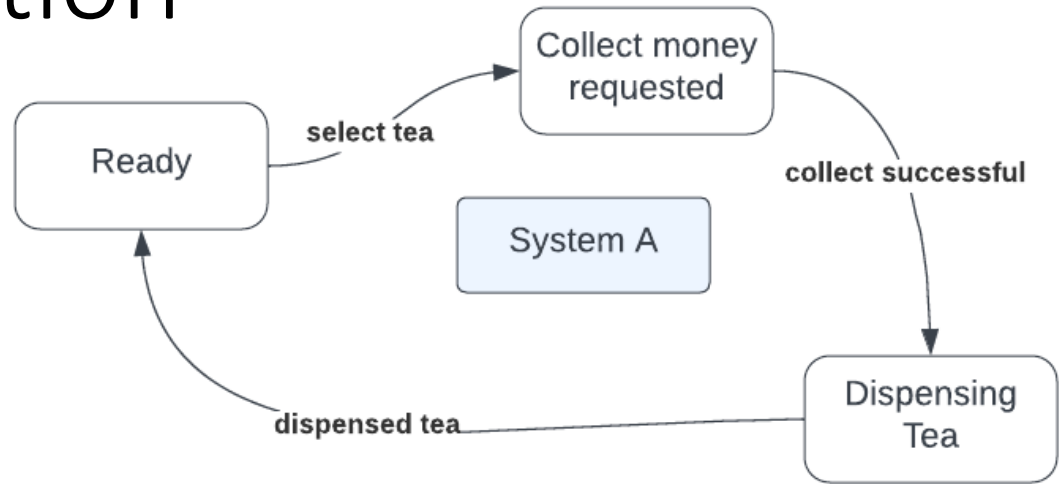 Collect money
requested
select tea
Ready
collect successful
System A
Dispensing
Tea
dispensed tea